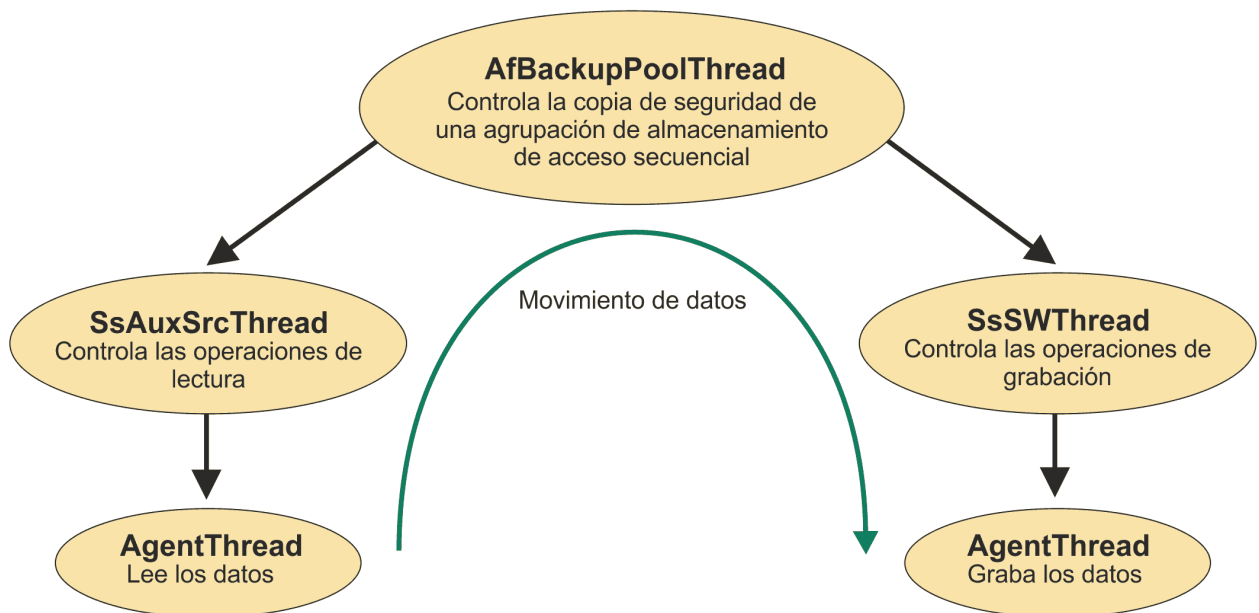 AfBackupPoolThread
Controla la copia de seguridad de
una agrupación de almacenamiento
de acceso secuencial
Movimiento de datos
SsAuxSrcThread
Controla las operaciones de
lectura
SsSWThread
Controla las operaciones de
grabación
AgentThread
Lee los datos
AgentThread
Graba los datos